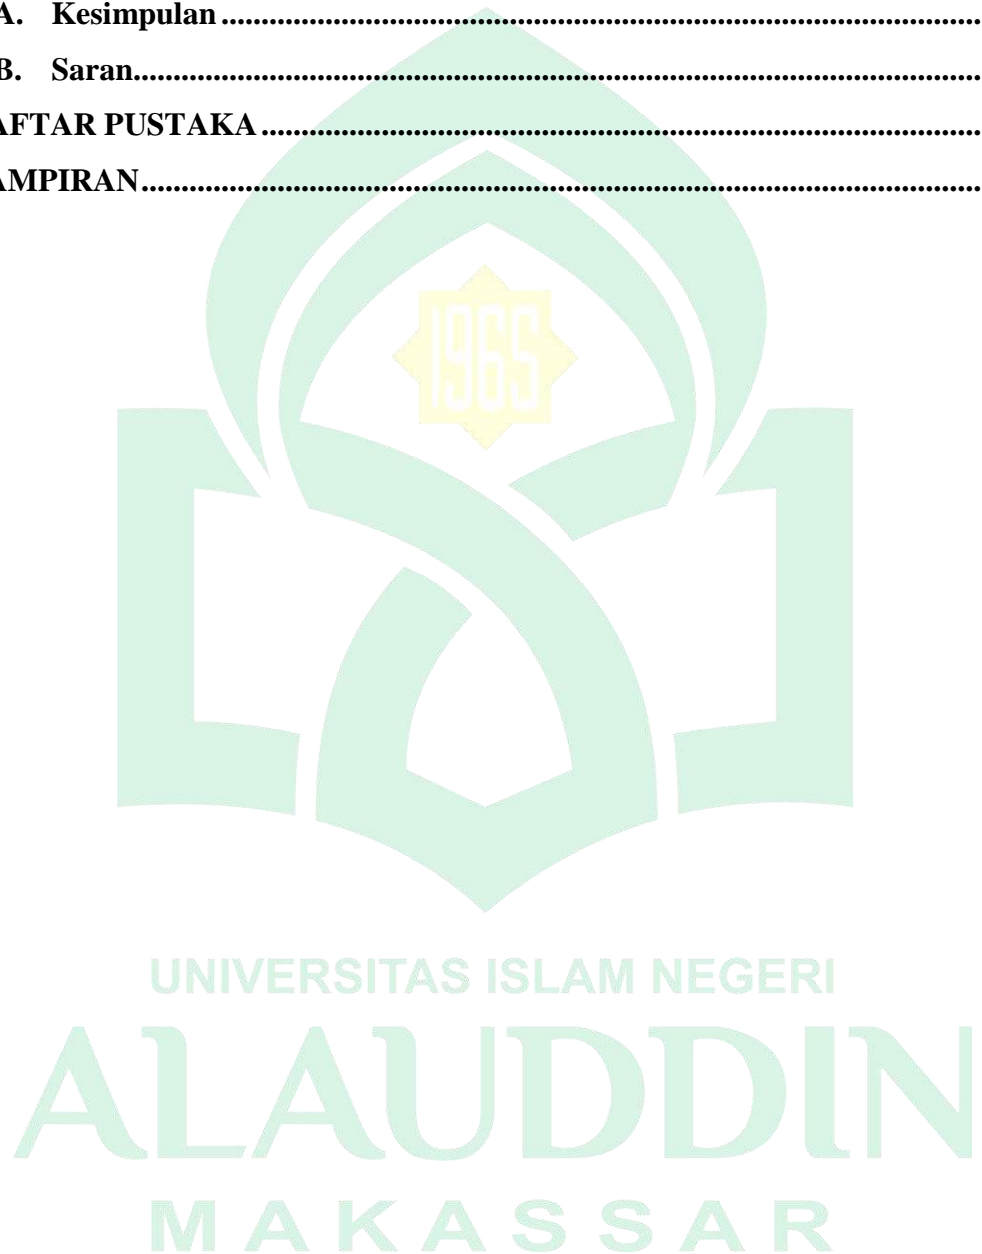 A. Kesimpulan ................................................................................................
B. Saran...........................................................................................................
AFTAR PUSTAKA ...........................................................................................
AMPIRAN..........................................................................................................
1965
UNIVERSITAS ISLAM NEGERI
ALAUDDIN
MAKASSAR